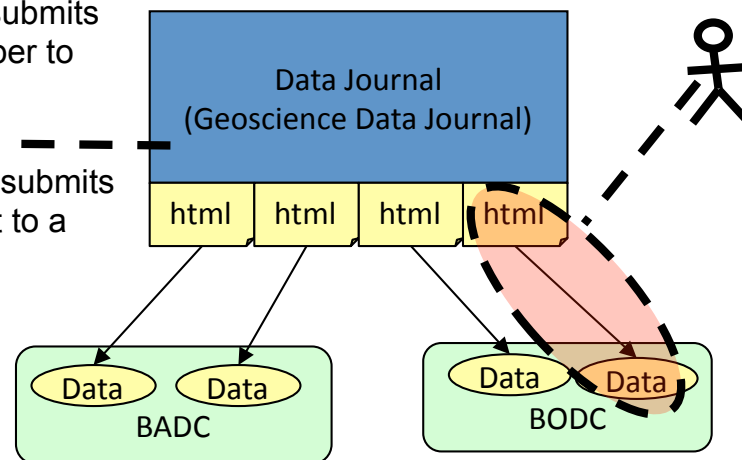 submits
per to
submits
t to a
Data Journal
(Geoscience Data Journal)
html html html html
Data Data
BADC
Data Data
BODC